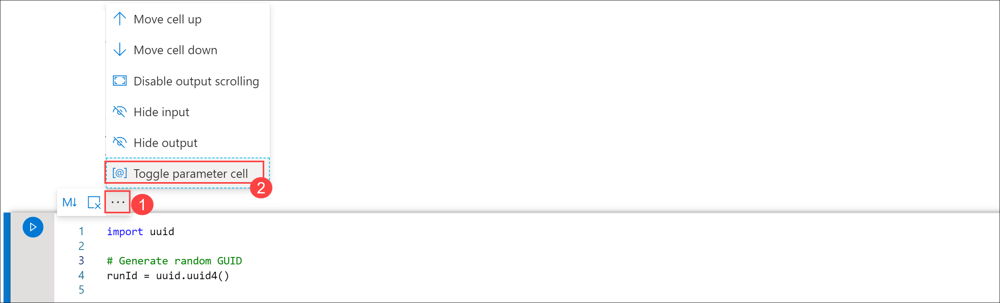 Move cell up
Move cell down
Disable output scrolling
Hide input
Hide output
[@] Toggle parameter cell
2
M↓ ··· 1
1 import uuid
2
3 # Generate random GUID
4 runId = uuid.uuid4()
5